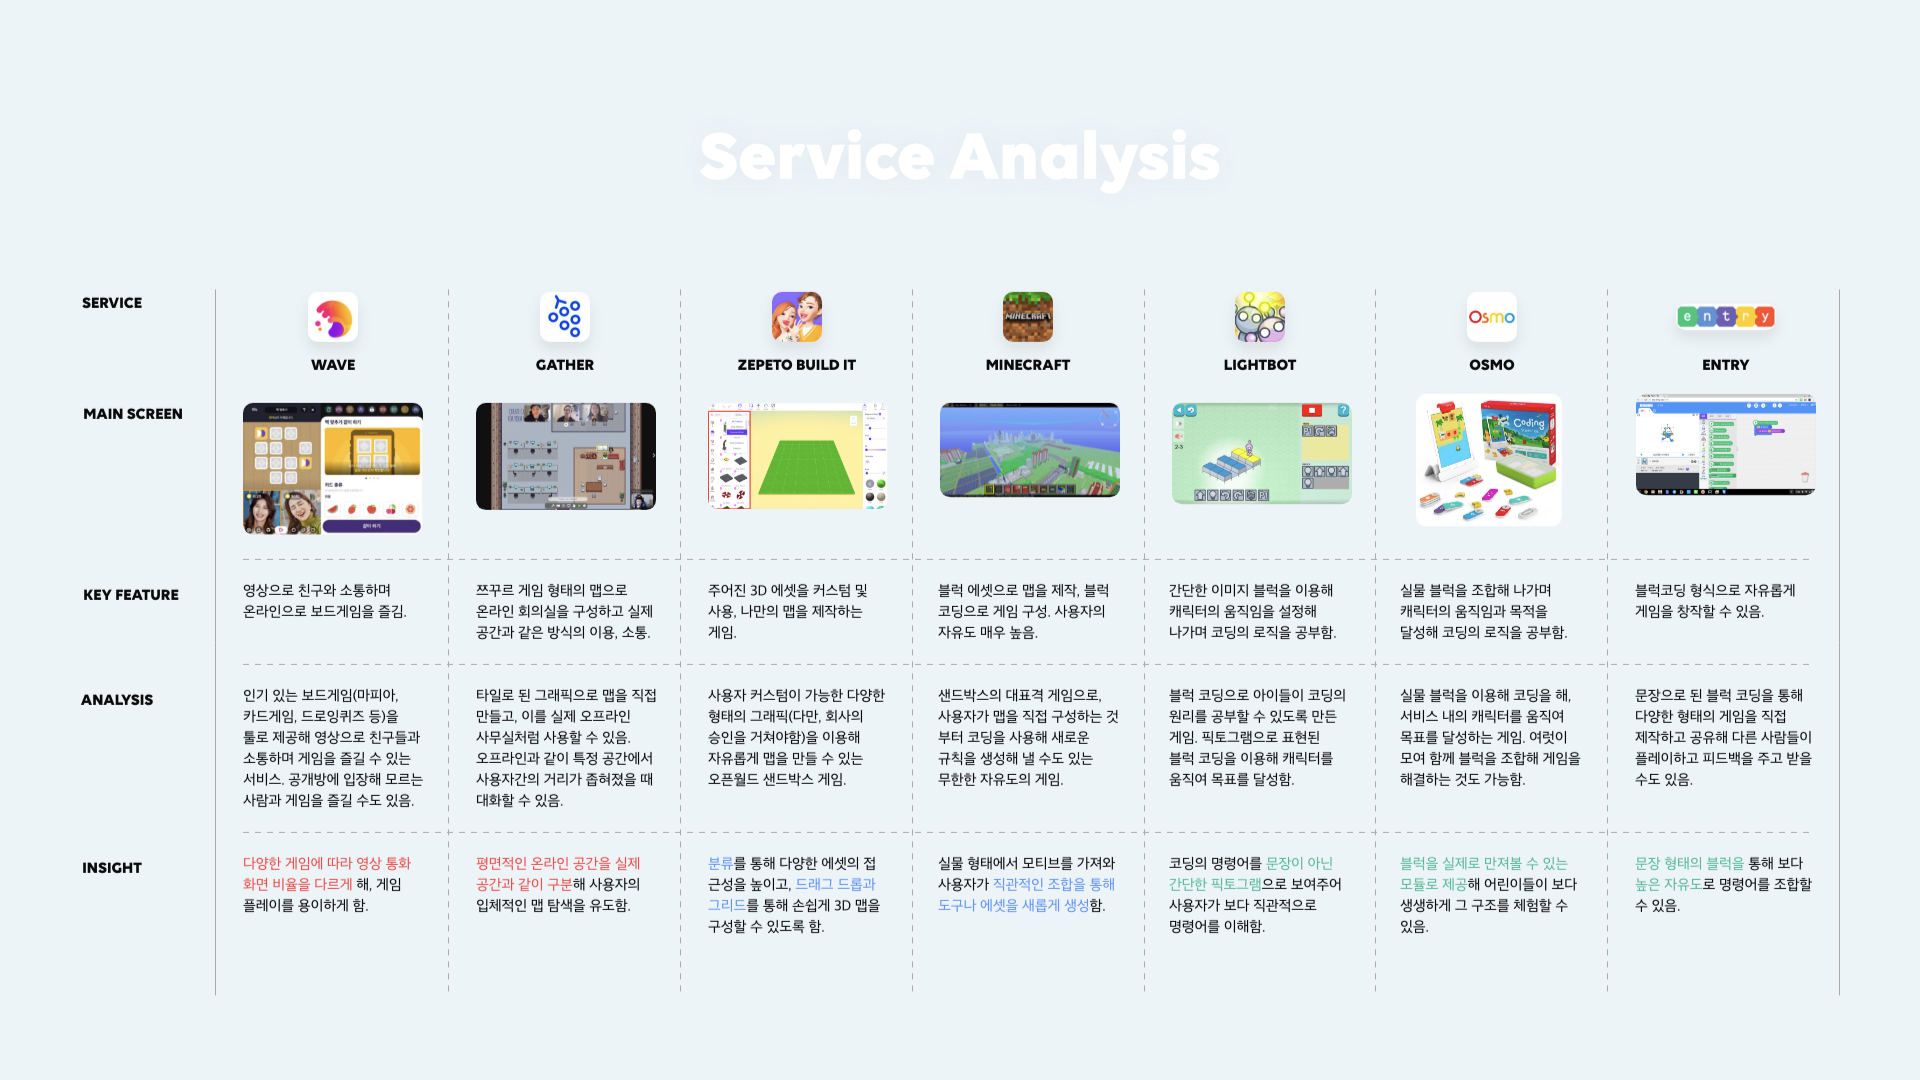 Service Analysis
SERVICE
MINECRAFT
Osmo
entry
WAVE
GATHER
ZEPETO BUILD IT
MINECRAFT
LIGHTBOT
OSMO
ENTRY
MAIN SCREEN
같이 하기
2-3
Coding
KEY FEATURE
영상으로 친구와 소통하며
온라인으로 보드게임을 즐김.
쯔꾸르 게임 형태의 맵으로
온라인 회의실을 구성하고 실제
공간과 같은 방식의 이용, 소통.
주어진 3D 에셋을 커스텀 및
사용, 나만의 맵을 제작하는
게임.
블럭 에셋으로 맵을 제작, 블럭
코딩으로 게임 구성. 사용자의
자유도 매우 높음.
간단한 이미지 블럭을 이용해
캐릭터의 움직임을 설정해
나가며 코딩의 로직을 공부함.
실물 블럭을 조합해 나가며
캐릭터의 움직임과 목적을
달성해 코딩의 로직을 공부함.
블럭코딩 형식으로 자유롭게
게임을 창작할 수 있음.
ANALYSIS
인기 있는 보드게임(마피아,
카드게임, 드로잉퀴즈 등)을
툴로 제공해 영상으로 친구들과
소통하며 게임을 즐길 수 있는
서비스. 공개방에 입장해 모르는
사람과 게임을 즐길 수도 있음.
타일로 된 그래픽으로 맵을 직접
만들고, 이를 실제 오프라인
사무실처럼 사용할 수 있음.
오프라인과 같이 특정 공간에서
사용자간의 거리가 좁혀졌을 때
대화할 수 있음.
사용자 커스텀이 가능한 다양한
형태의 그래픽(다만, 회사의
승인을 거쳐야함)을 이용해
자유롭게 맵을 만들 수 있는
오픈월드 샌드박스 게임.
샌드박스의 대표격 게임으로,
사용자가 맵을 직접 구성하는 것
부터 코딩을 사용해 새로운
규칙을 생성해 낼 수도 있는
무한한 자유도의 게임.
블럭 코딩으로 아이들이 코딩의
원리를 공부할 수 있도록 만든
게임. 픽토그램으로 표현된
블럭 코딩을 이용해 캐릭터를
움직여 목표를 달성함.
실물 블럭을 이용해 코딩을 해,
서비스 내의 캐릭터를 움직여
목표를 달성하는 게임. 여럿이
모여 함께 블럭을 조합해 게임을
해결하는 것도 가능함.
문장으로 된 블럭 코딩을 통해
다양한 형태의 게임을 직접
제작하고 공유해 다른 사람들이
플레이하고 피드백을 주고 받을
수도 있음.
INSIGHT
다양한 게임에 따라 영상 통화
화면 비율을 다르게 해, 게임
플레이를 용이하게 함.
평면적인 온라인 공간을 실제
공간과 같이 구분해 사용자의
입체적인 맵 탐색을 유도함.
분류를 통해 다양한 에셋의 접
근성을 높이고, 드래그 드롭과
그리드를 통해 손쉽게 3D 맵을
구성할 수 있도록 함.
실물 형태에서 모티브를 가져와
사용자가 직관적인 조합을 통해
도구나 에셋을 새롭게 생성함.
코딩의 명령어를 문장이 아닌
간단한 픽토그램으로 보여주어
사용자가 보다 직관적으로
명령어를 이해함.
블럭을 실제로 만져볼 수 있는
모듈로 제공해 어린이들이 보다
생생하게 그 구조를 체험할 수
있음.
문장 형태의 블럭을 통해 보다
높은 자유도로 명령어를 조합할
수 있음.